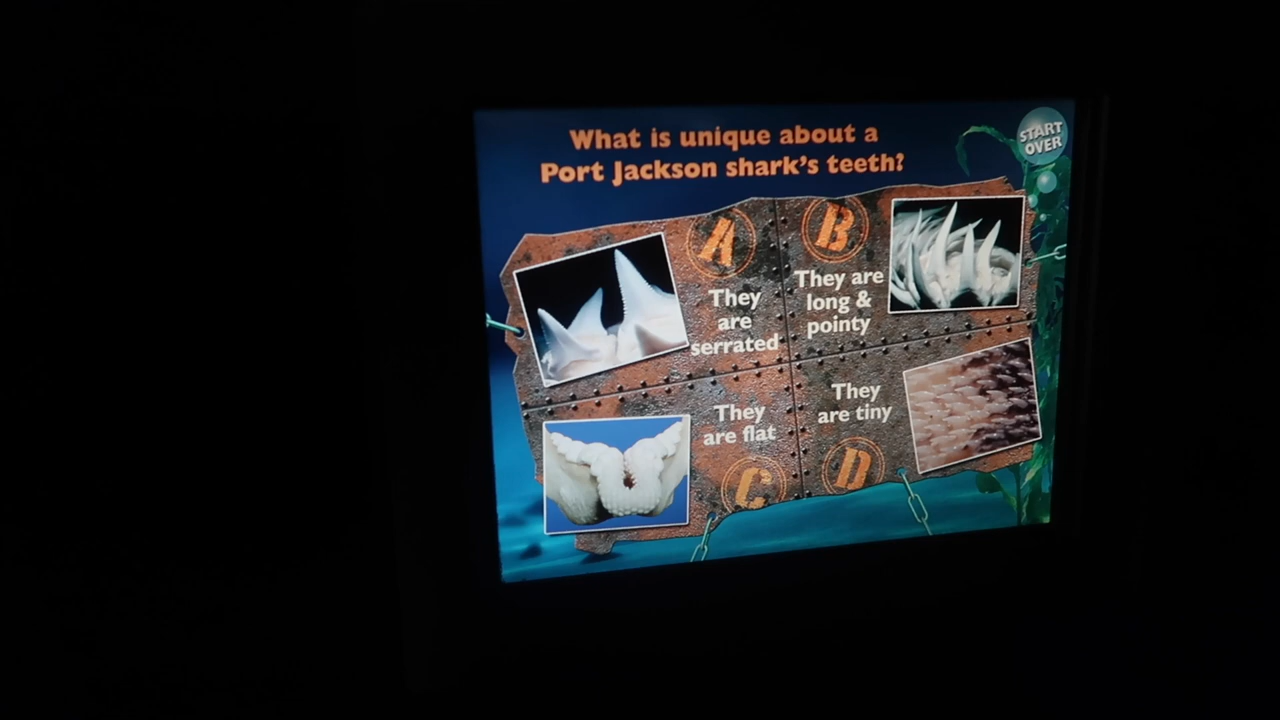 What is unique about a
Port Jackson shark's teeth?
START
OVER
A
They
are
serrated
B
They are
long &
pointy
They
are flat
C
They
are tiny
D